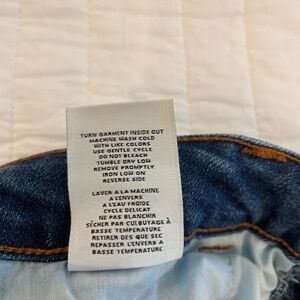 TURN GARMENT INSIDE OUT
MACHINE WASH COLD
WITH LIKE COLORS
USE GENTLE CYCLE
DO NOT BLEACH
TUMBLE DRY LOW
REMOVE PROMPTLY
IRON LOW ON
REVERSE SIDE
LAVER A LA MACHINE
A L'ENVERS
A L'EAU FROIDE
CYCLE DELICAT
NE PAS BLANCHIR
SÉCHER PAR CULBUTAGE À
BASSE TEMPERATURE
RETIRER DES QUE SEC
REPASSER L'ENVERS A
BASSE TEMPERATURE